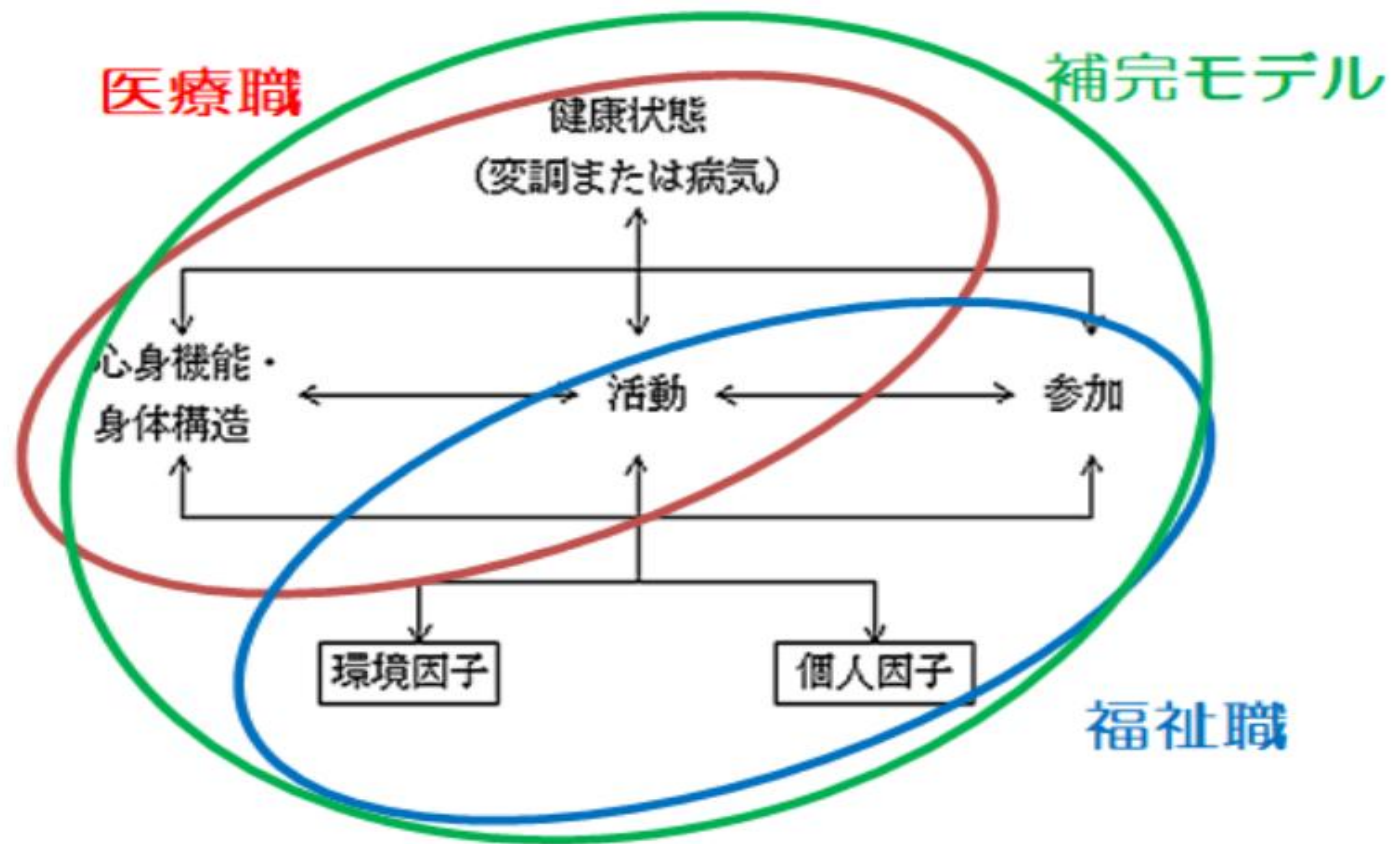 医療職
補完モデル
健康状態
（変調または病気）
心身機能・
身体構造
活動
参加
環境因子
個人因子
福祉職